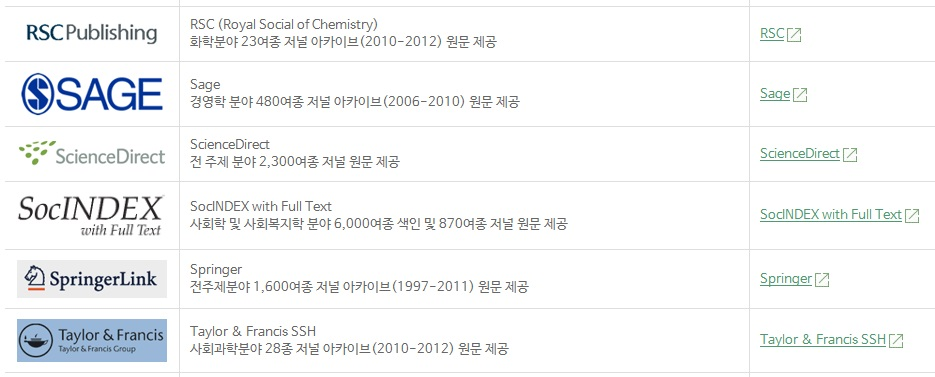 RSCPublishing
RSC (Royal Social of Chemistry)
화학분야 23여종 저널 아카이브(2010-2012) 원문 제공
RSC
SAGE
Sage
경영학 분야 480여종 저널 아카이브(2006-2010) 원문 제공
Sage
ScienceDirect
ScienceDirect
전 주제 분야 2,300여종 저널 원문 제공
ScienceDirect
SocINDEX
with Full Text
SocINDEX with Full Text
사회학 및 사회복지학 분야 6,000여종 색인 및 870여종 저널 원문 제공
SocINDEX with Full Text
SpringerLink
Springer
전주제분야 1,600여종 저널 아카이브(1997-2011) 원문 제공
Springer
Taylor & Francis
Taylor & Francis Group
Taylor & Francis SSH
사회과학분야 28종 저널 아카이브(2010-2012) 원문 제공
Taylor & Francis SSH